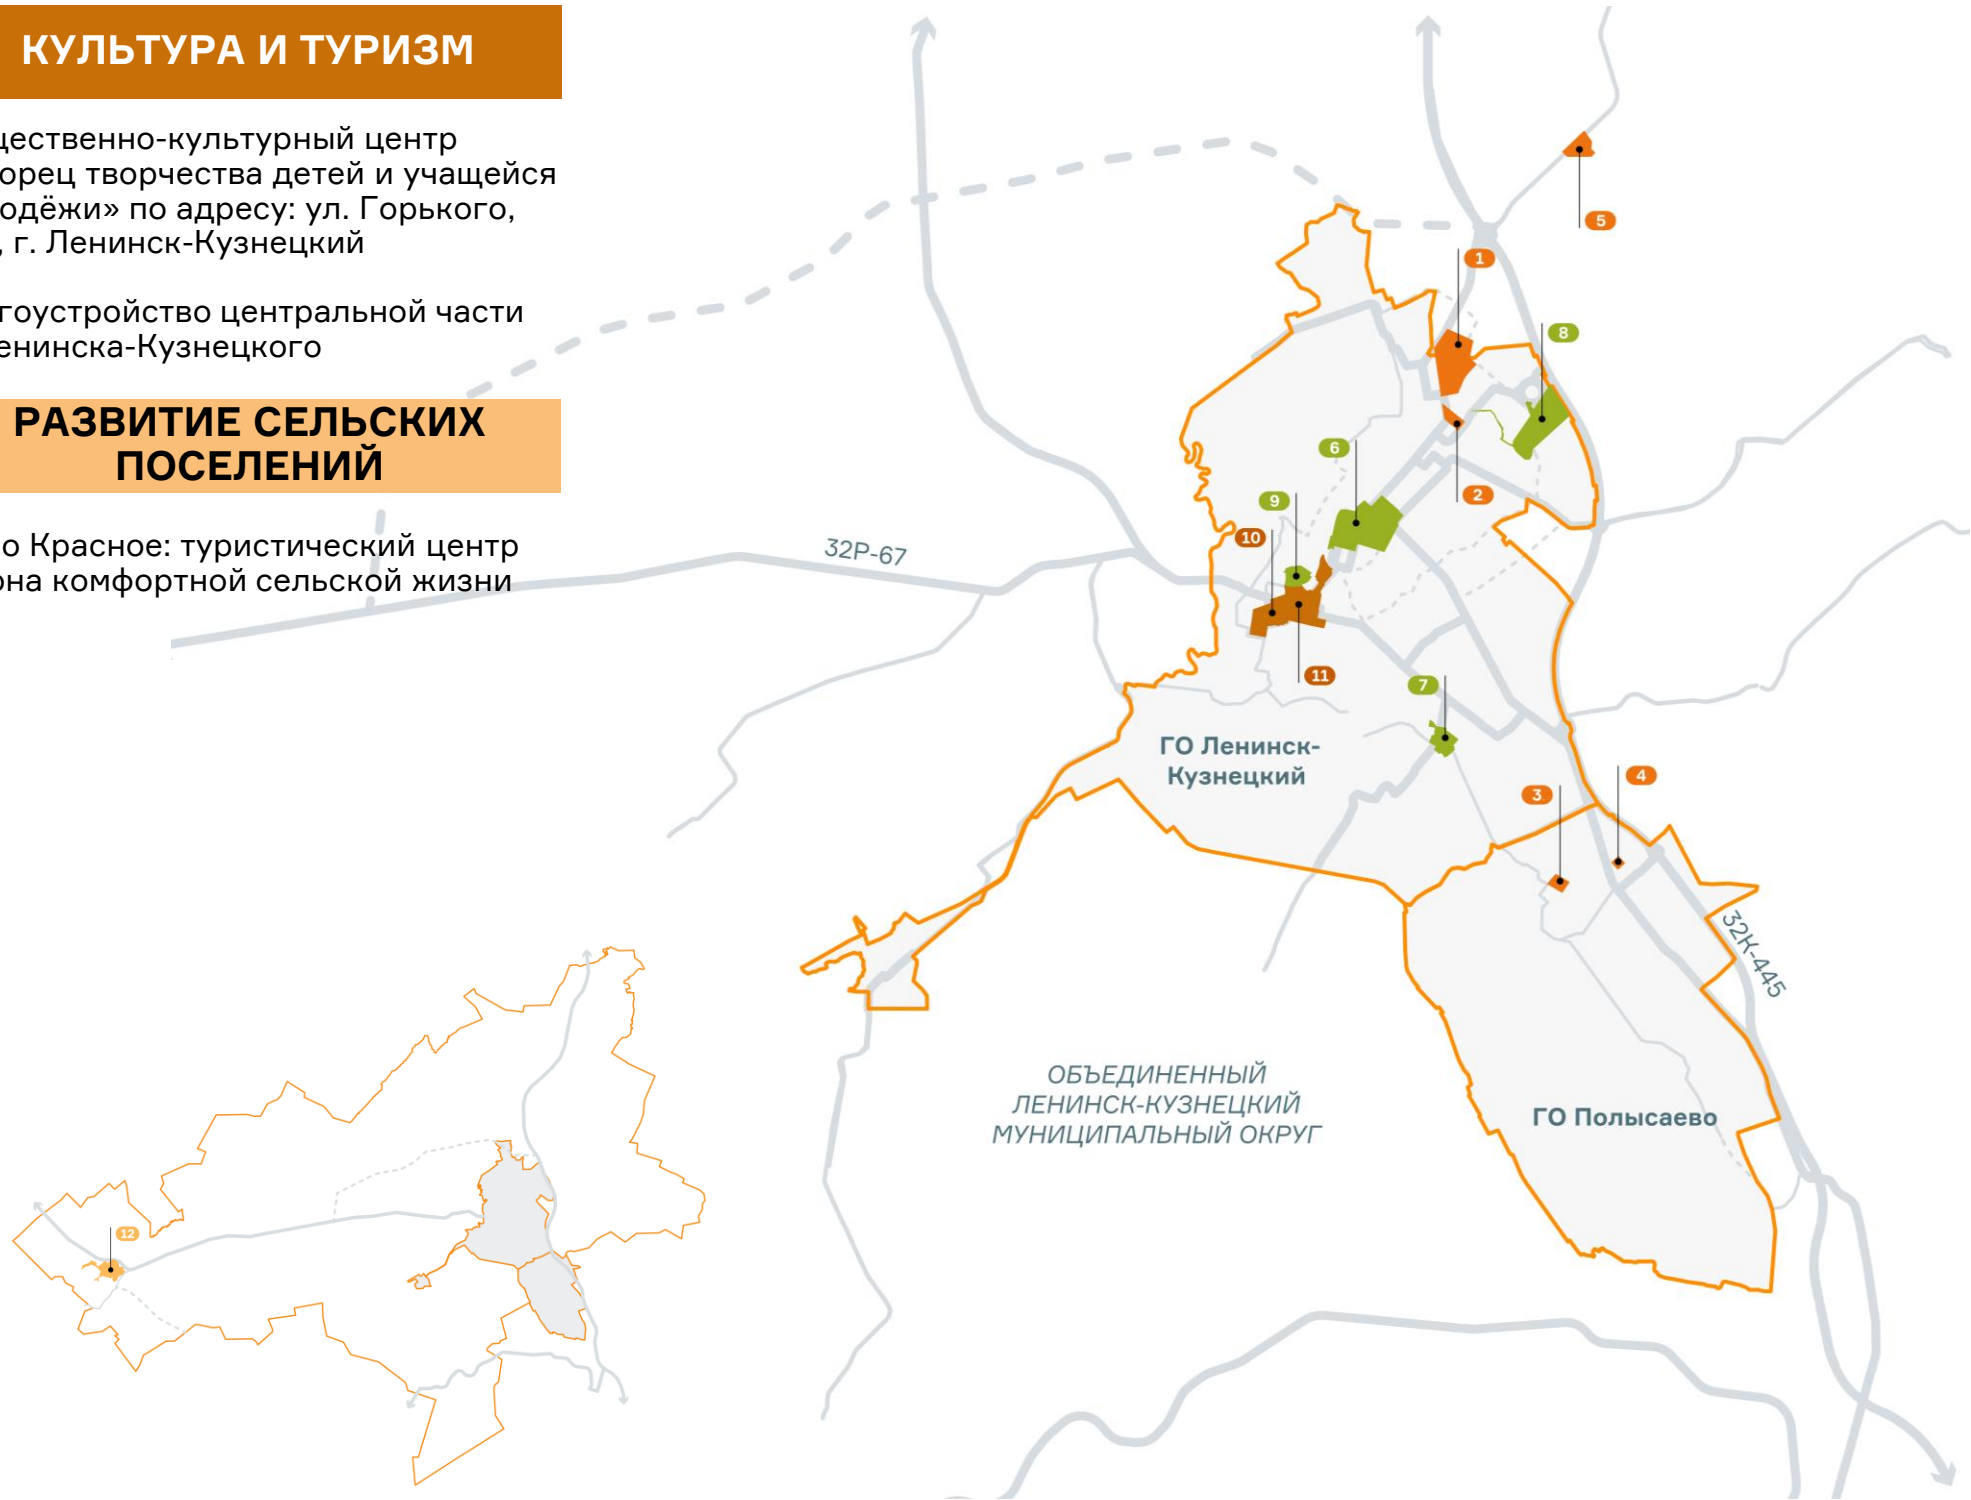 КУЛЬТУРА И ТУРИЗМ
щественно-культурный центр
орец творчества детей и учащейся
одёжи» по адресу: ул. Горького,
, г. Ленинск-Кузнецкий
гоустройство центральной части
енинска-Кузнецкого
РАЗВИТИЕ СЕЛЬСКИХ
ПОСЕЛЕНИЙ
о Красное: туристический центр
она комфортной сельской жизни
32Р-67
5
1
8
6
2
9
10
11
7
ГО Ленинск-
Кузнецкий
4
3
32К-445
ОБЪЕДИНЕННЫЙ
ЛЕНИНСК-КУЗНЕЦКИЙ
МУНИЦИПАЛЬНЫЙ ОКРУГ
ГО Полысаево
12